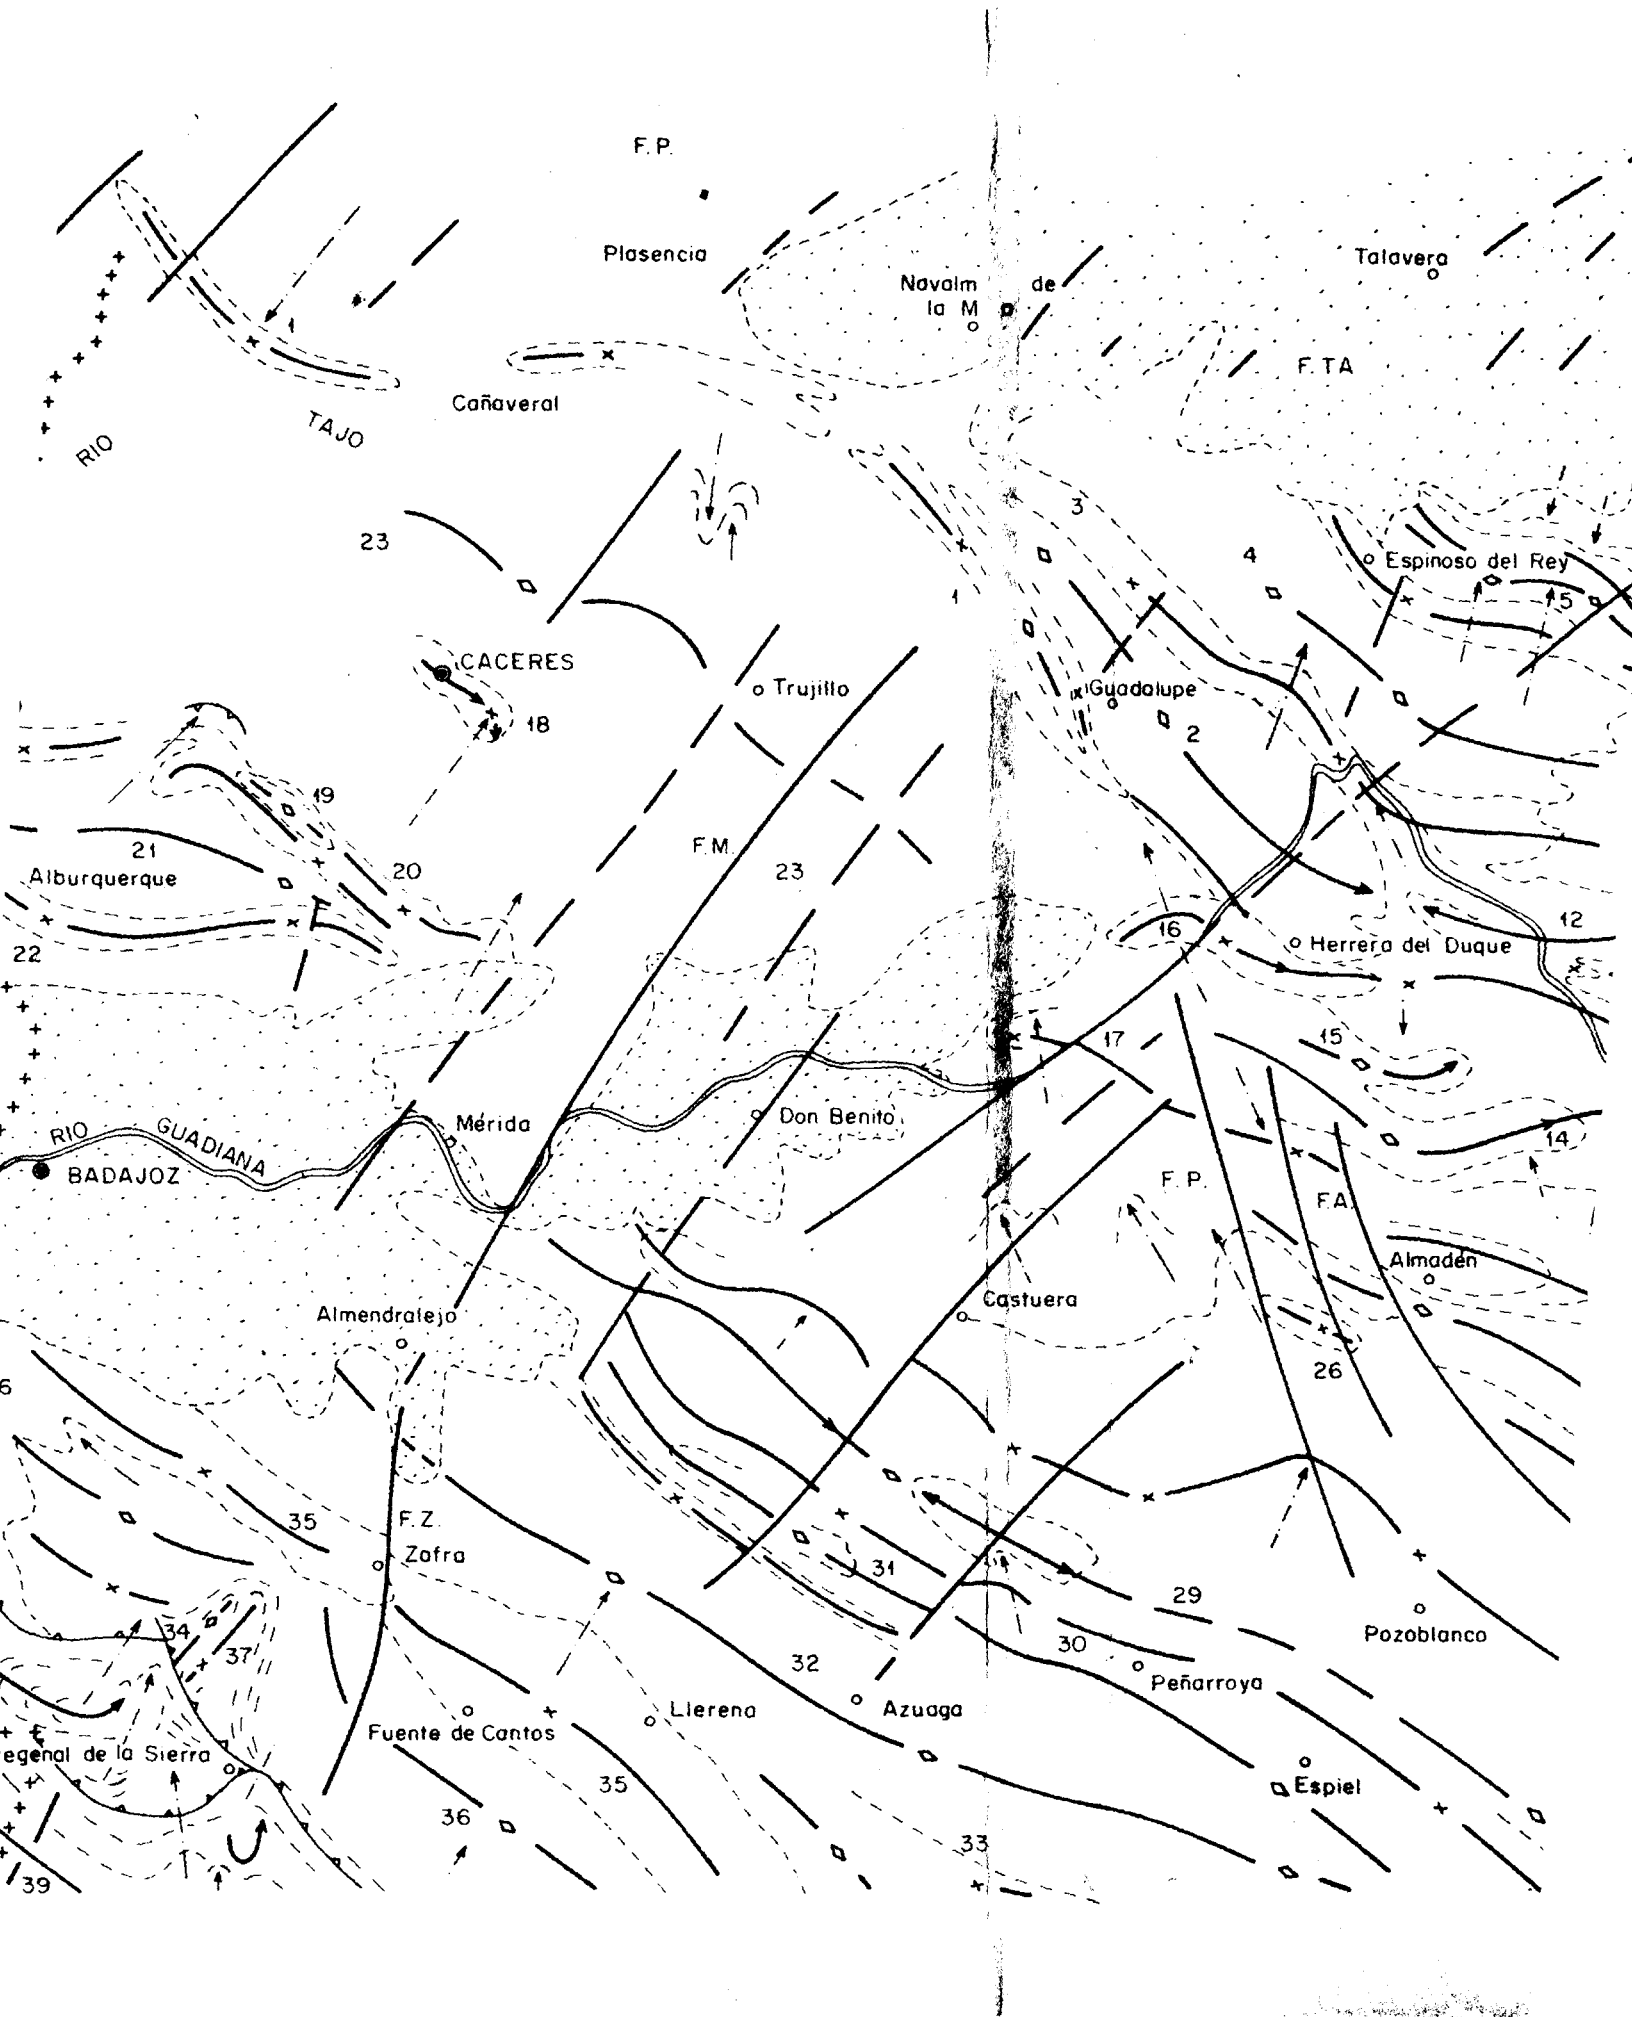 F.P.
Plasencia
Talavera
Navalm de
la M
1
F.TA
Cañaveral
TAJO
RIO
3
23
4
Espinoso del Rey
1
5
CACERES
Trujillo
Guadalupe
18
2
19
F.M.
21
20
23
Alburquerque
16
12
22
Herrera del Duque
15
17
Mérida
Don Benito
RIO GUADIANA
14
BADAJOZ
F.P.
F.A.
Almadén
Castuera
Almendralejo
26
6
35
F.Z.
Zafra
31
29
34
30
Pozoblanco
37
32
Peñarroya
Llerena
Azuaga
Fuente de Cantos
egenal de la Sierra
35
Espiel
36
33
39